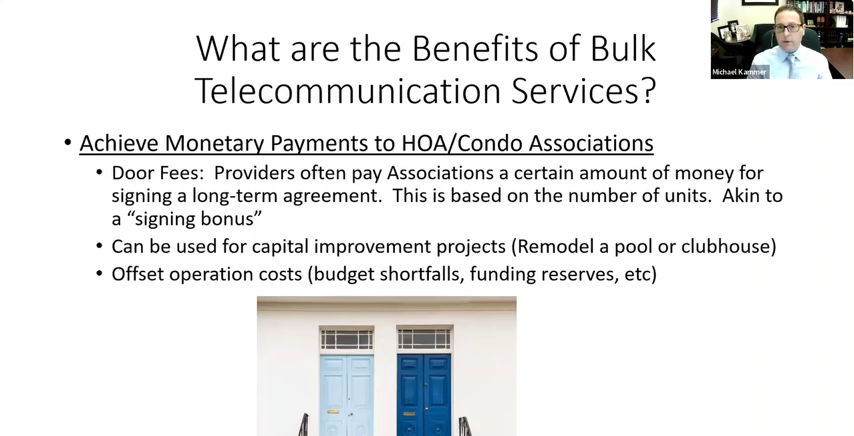 What are the Benefits of Bulk
Telecommunication Services?
Michael Kammer
• Achieve Monetary Payments to HOA/Condo Associations
• Door Fees: Providers often pay Associations a certain amount of money for
signing a long-term agreement. This is based on the number of units. Akin to
a “signing bonus”
• Can be used for capital improvement projects (Remodel a pool or clubhouse)
• Offset operation costs (budget shortfalls, funding reserves, etc)